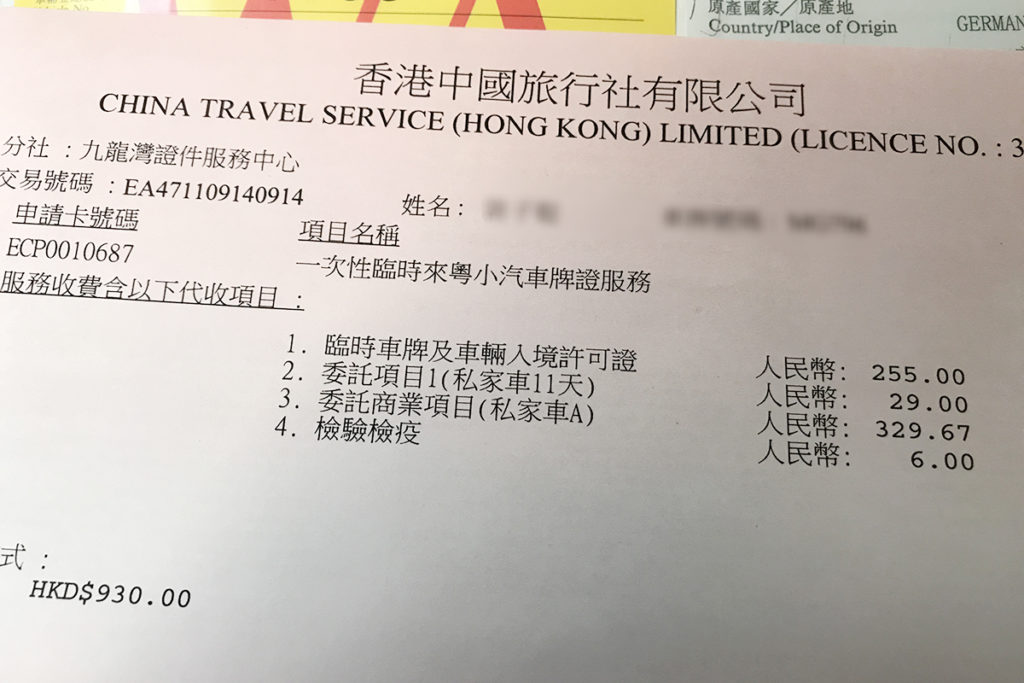 原產國家／原產地
Country/Place of Origin
GERMAN
香港中國旅行社有限公司
CHINA TRAVEL SERVICE (HONG KONG) LIMITED (LICENCE NO. : 3
分社 : 九龍灣證件服務中心
交易號碼 : EA471109140914
姓名:
申請卡號碼
項目名稱
ECP0010687
一次性臨時來粵小汽車牌證服務
服務收費含以下代收項目 :
1. 臨時車牌及車輛入境許可證 人民幣: 255.00
2. 委託項目1(私家車11天) 人民幣: 29.00
3. 委託商業項目(私家車A) 人民幣: 329.67
4. 檢驗檢疫 人民幣: 6.00
式 :
HKD$930.00